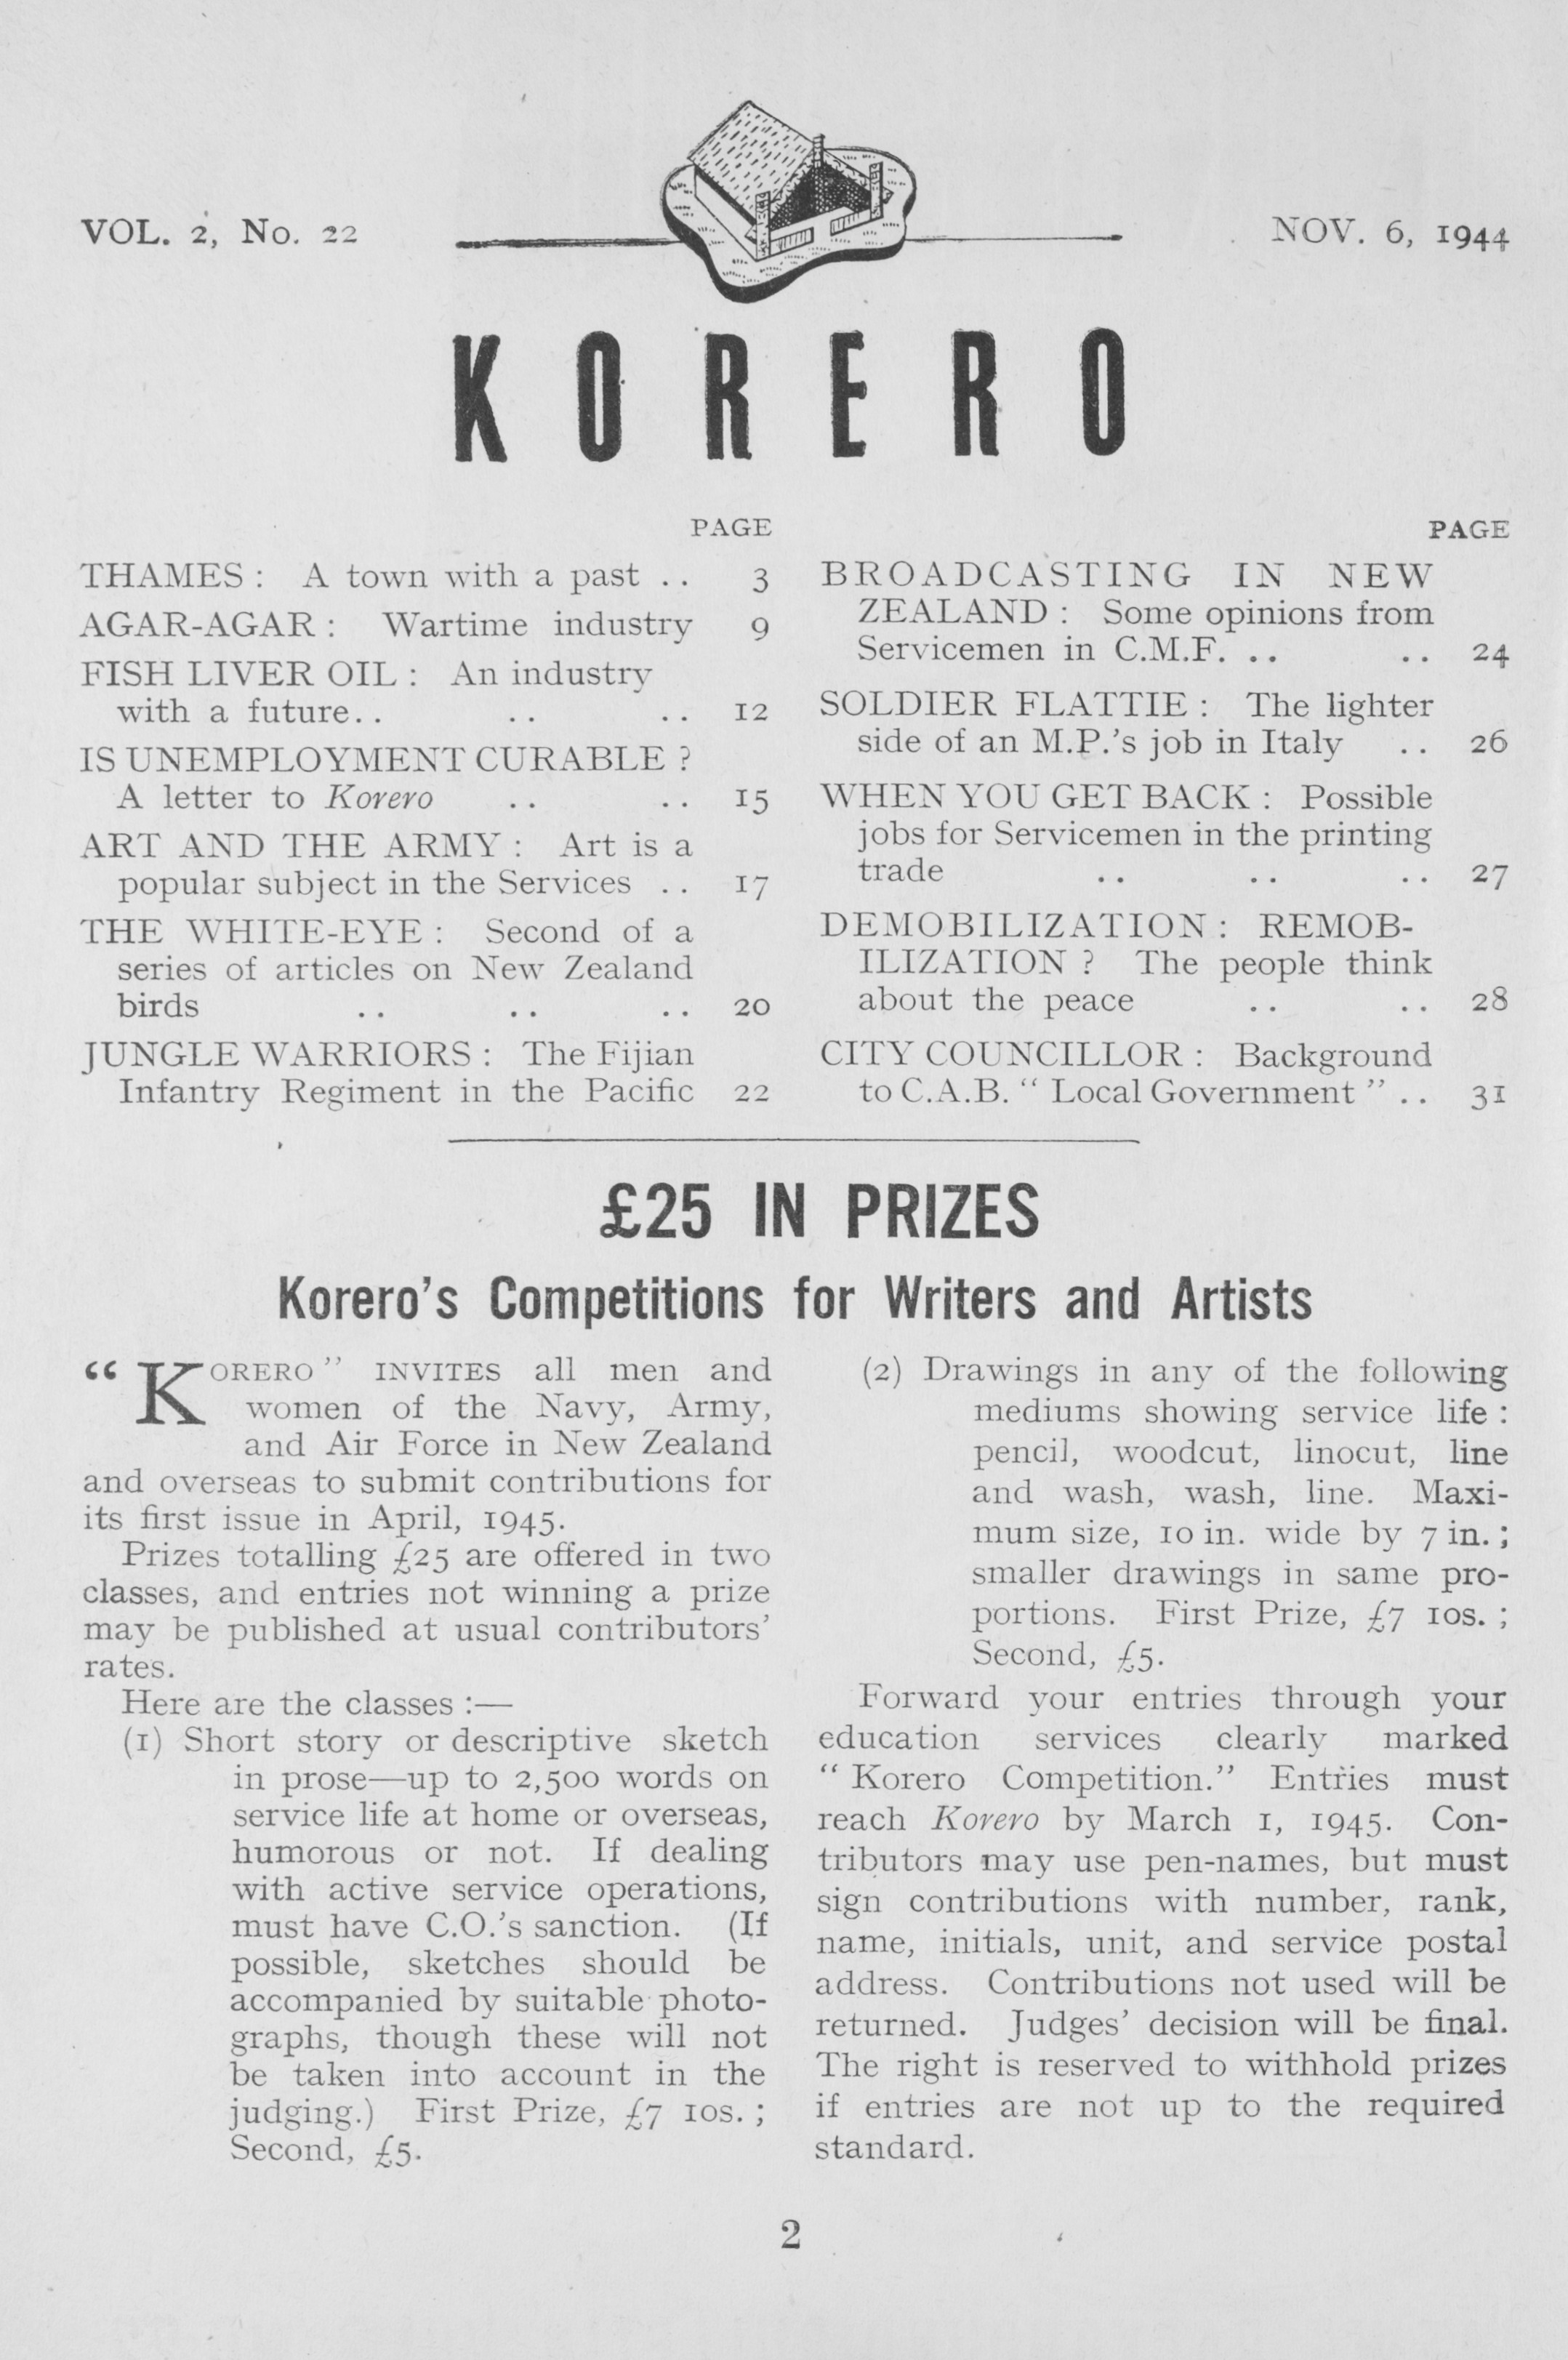 VOL. 2, No. 22
NOV. 6, 1944
KORERO
PAGE
THAMES : A town with a past .. 3
AGAR-AGAR : Wartime industry 9
FISH LIVER OIL : An industry
with a future.. .. .. 12
IS UNEMPLOYMENT CURABLE ?
A letter to Korero .. .. 15
ART AND THE ARMY : Art is a
popular subject in the Services .. 17
THE WHITE-EYE : Second of a
series of articles on New Zealand
birds .. .. .. 20
JUNGLE WARRIORS : The Fijian
Infantry Regiment in the Pacific 22
PAGE
BROADCASTING IN NEW
ZEALAND : Some opinions from
Servicemen in C.M.F. .. .. 24
SOLDIER FLATTIE : The lighter
side of an M.P.'s job in Italy .. 26
WHEN YOU GET BACK : Possible
jobs for Servicemen in the printing
trade .. .. .. 27
DEMOBILIZATION : REMOB-
ILIZATION ? The people think
about the peace .. .. 28
CITY COUNCILLOR : Background
to C.A.B. “ Local Government ” .. 31
£25 IN PRIZES
Korero's Competitions for Writers and Artists
“ KORERO ” INVITES all men and
women of the Navy, Army,
and Air Force in New Zealand
and overseas to submit contributions for
its first issue in April, 1945.
Prizes totalling £25 are offered in two
classes, and entries not winning a prize
may be published at usual contributors'
rates.
Here are the classes :—
(1) Short story or descriptive sketch
in prose—up to 2,500 words on
service life at home or overseas,
humorous or not. If dealing
with active service operations,
must have C.O.'s sanction. (If
possible, sketches should be
accompanied by suitable photo-
graphs, though these will not
be taken into account in the
judging.) First Prize, £7 10s. ;
Second, £5.
(2) Drawings in any of the following
mediums showing service life :
pencil, woodcut, linocut, line
and wash, wash, line. Maxi-
mum size, 10 in. wide by 7 in. ;
smaller drawings in same pro-
portions. First Prize, £7 10s. ;
Second, £5.
Forward your entries through your
education services clearly marked
“ Korero Competition.” Entries must
reach Korero by March 1, 1945. Con-
tributors may use pen-names, but must
sign contributions with number, rank,
name, initials, unit, and service postal
address. Contributions not used will be
returned. Judges' decision will be final.
The right is reserved to withhold prizes
if entries are not up to the required
standard.
2